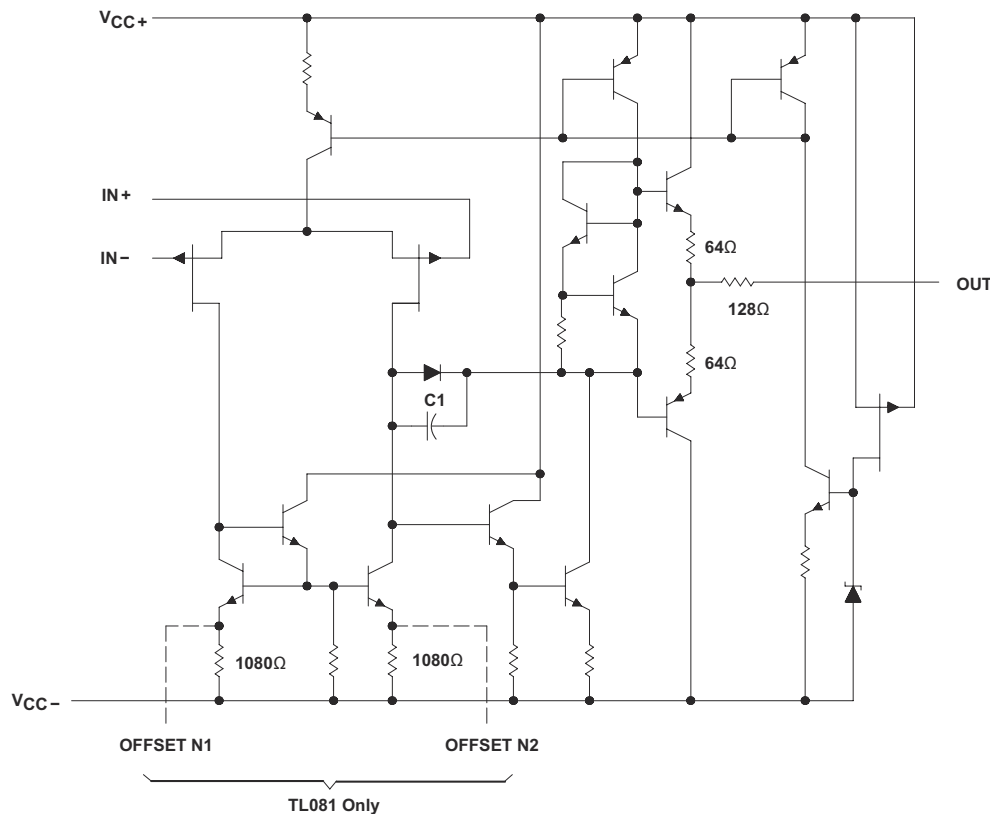 VCC+
IN+
IN−
64Ω
OUT
128Ω
64Ω
C1
1080Ω
1080Ω
VCC−
OFFSET N1
OFFSET N2
TL081 Only